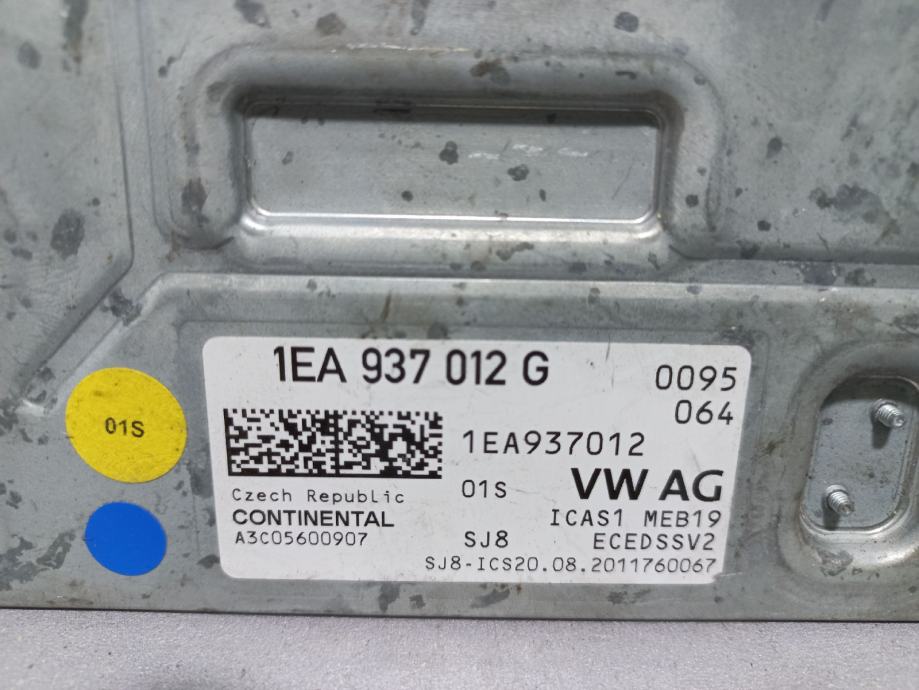 1EA 937 012 G
0095
064
1EA937012
01S
VW AG
Czech Republic
CONTINENTAL
A3C05600907
ICAS1 MEB19
SJ8
ECEDSSV2
SJ8-ICS20.08.2011760067
01S